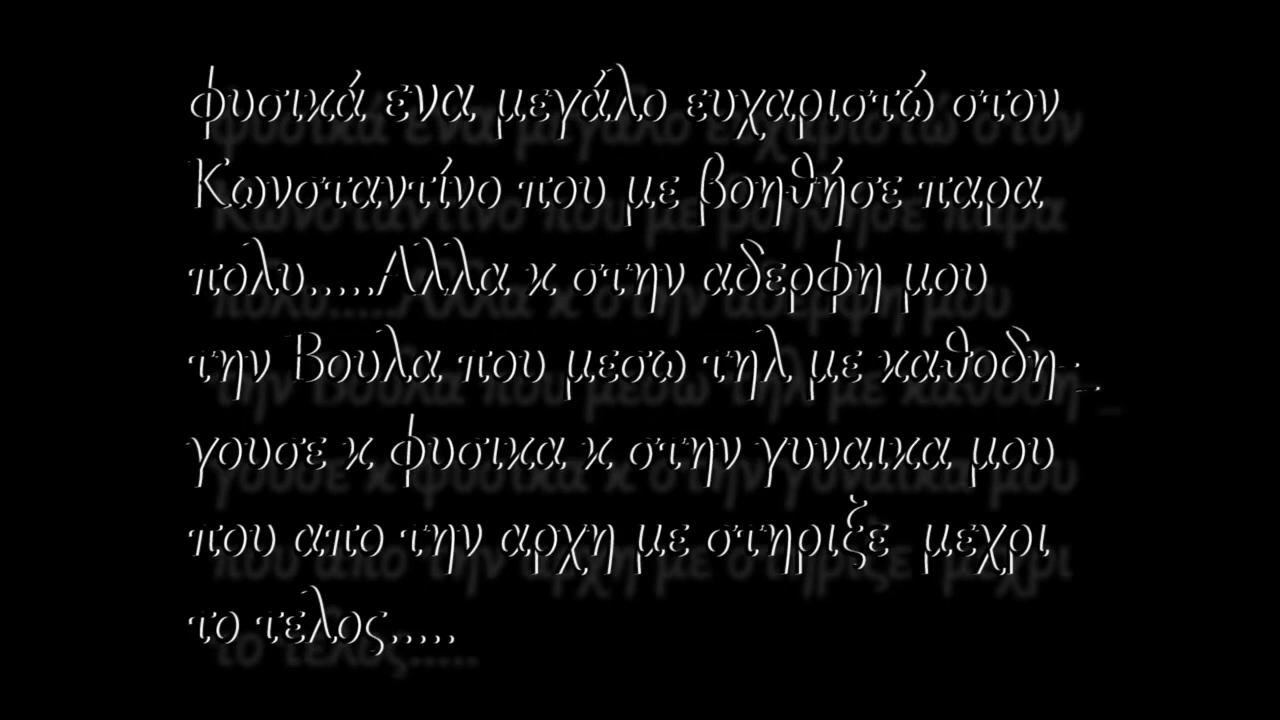 φυσικά ενα μεγάλο ευχαριστώ στον
Κωνσταντίνο που με βοηθήσε παρα
πολυ.....Αλλα κ στην αδερφη μου
την Βουλα που μεσω τηλ με καθοδη·_
γουσε κ φυσικα κ στην γυναικα μου
που απο την αρχη με στηριξε μεχρι
το τελος.....